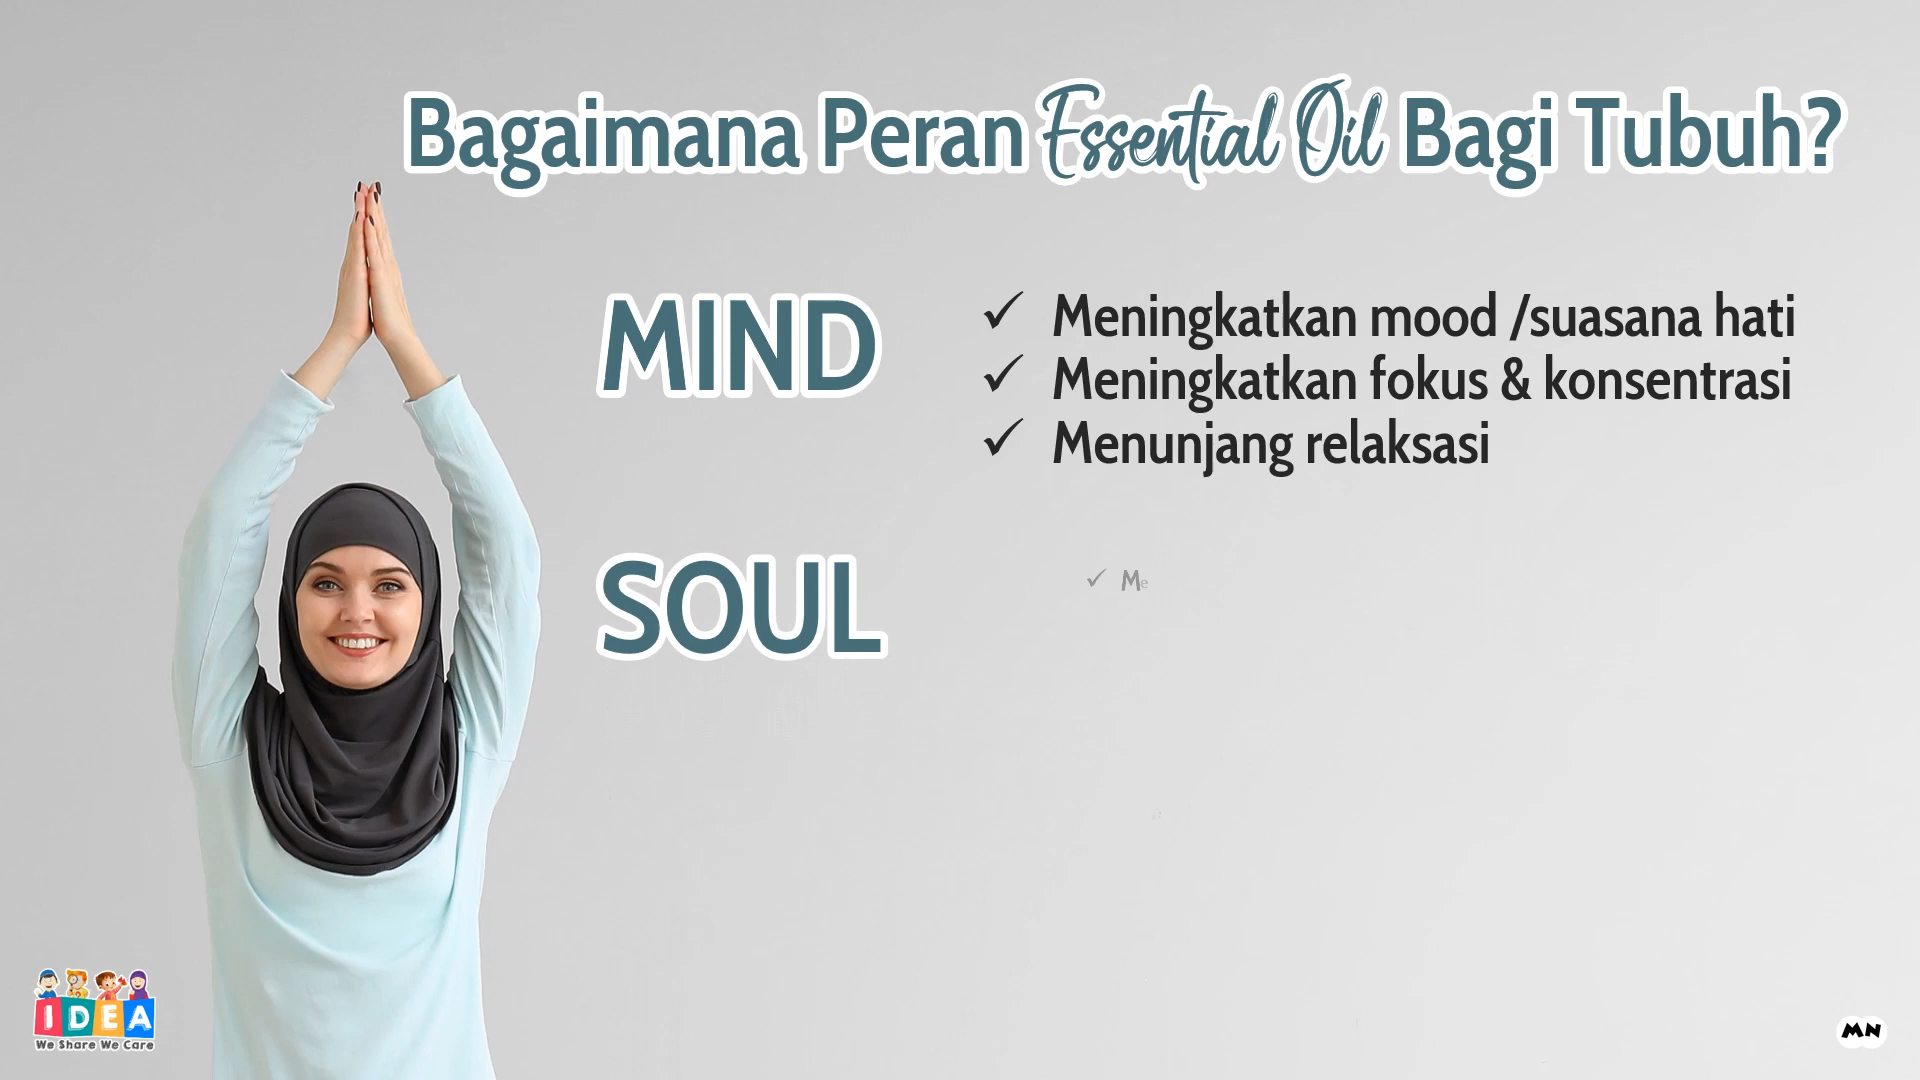 Bagaimana Peran Essential Oil Bagi Tubuh?
MIND
✓ Meningkatkan mood /suasana hati
✓ Meningkatkan fokus & konsentrasi
✓ Menunjang relaksasi
SOUL
✓ Me
IDEA
We Share We Care
MN